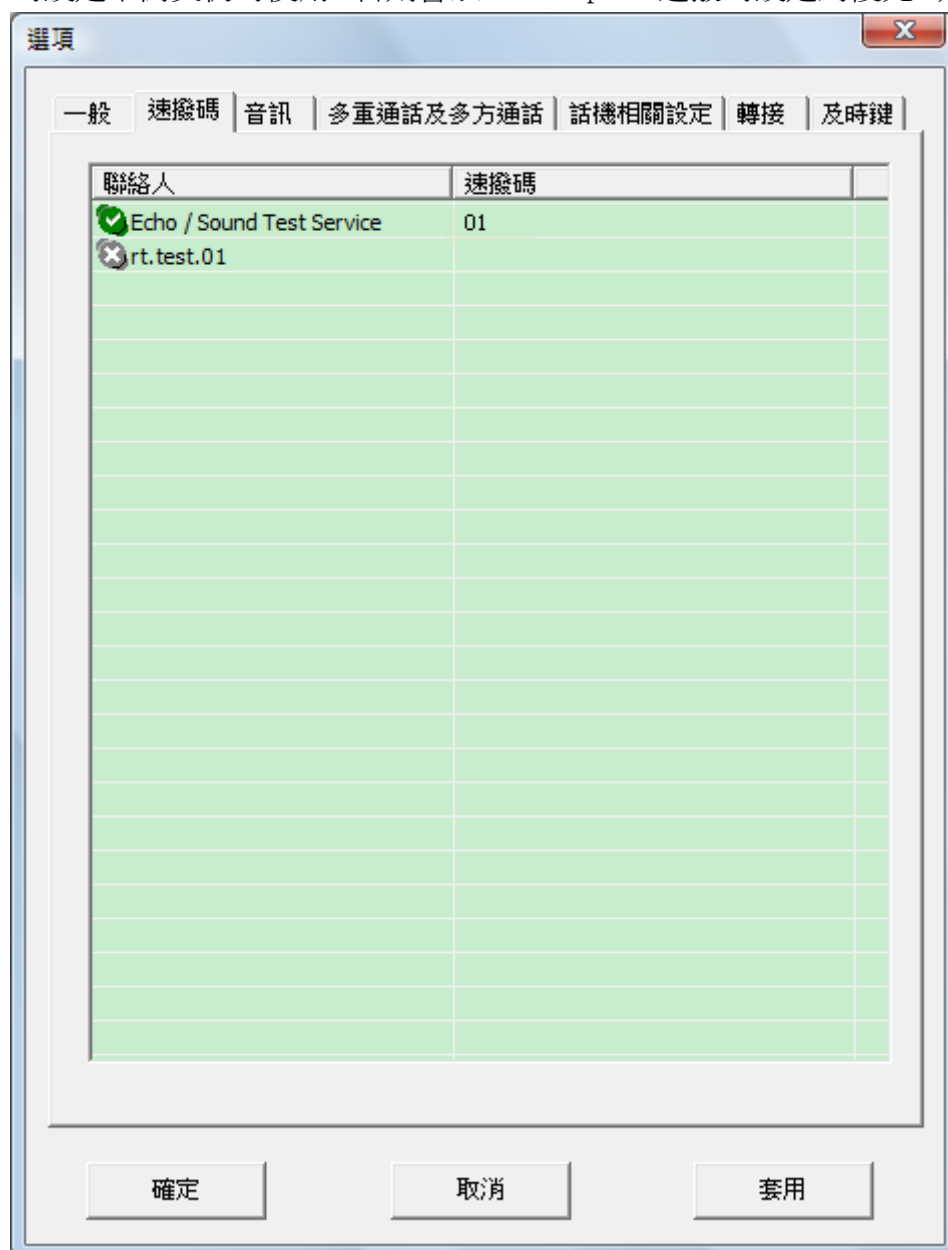 選項
一般 速撥碼 音訊 多重通話及多方通話 話機相關設定 轉接 及時鍵
聯絡人 速撥碼
Echo / Sound Test Service 01
rt.test.01
確定 取消 套用